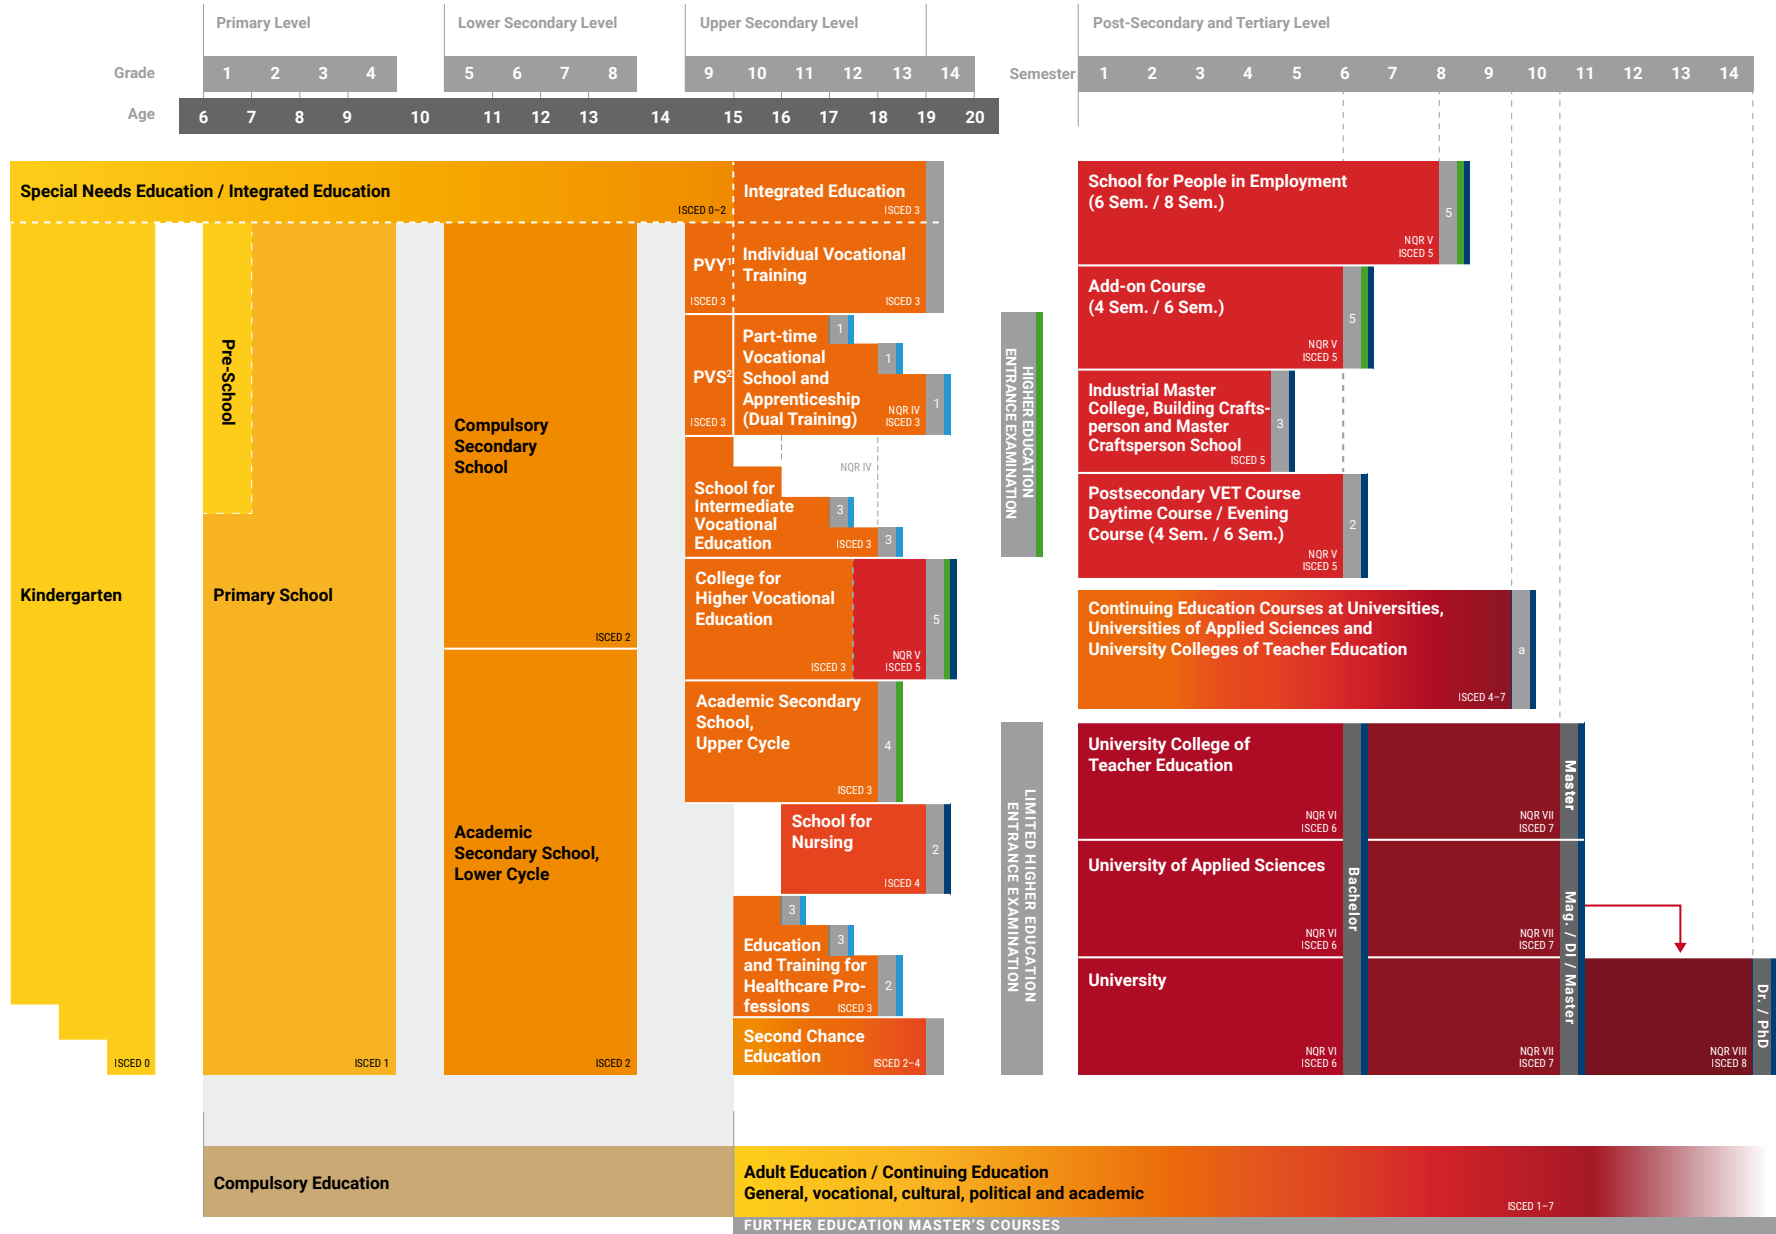 Primary Level
Lower Secondary Level
Upper Secondary Level
Post-Secondary and Tertiary Level
Grade
1 2 3 4
5 6 7 8
9 10 11 12 13 14
Semester
1 2 3 4 5 6 7 8 9 10 11 12 13 14
Age
6 7 8 9 10 11 12 13 14 15 16 17 18 19 20
Special Needs Education / Integrated Education
ISCED 0–2
Integrated Education
ISCED 3
Kindergarten
ISCED 0
Pre-School
Primary School
ISCED 1
Compulsory
Secondary
School
ISCED 2
Academic
Secondary School,
Lower Cycle
ISCED 2
PVY¹
ISCED 3
Individual Vocational
Training
ISCED 3
PVS²
ISCED 3
Part-time
Vocational
School and
Apprenticeship
(Dual Training)
NQR IV
ISCED 3
1
1
1
NQR IV
School for
Intermediate
Vocational
Education
ISCED 3
3
3
College for
Higher Vocational
Education
ISCED 3
NQR V
ISCED 5
5
Academic Secondary
School,
Upper Cycle
ISCED 3
4
School for
Nursing
ISCED 4
2
Education
and Training for
Healthcare Pro-
fessions
ISCED 3
3
3
2
Second Chance
Education
ISCED 2–4
HIGHER EDUCATION
ENTRANCE EXAMINATION
LIMITED HIGHER EDUCATION
ENTRANCE EXAMINATION
School for People in Employment
(6 Sem. / 8 Sem.)
NQR V
ISCED 5
5
Add-on Course
(4 Sem. / 6 Sem.)
NQR V
ISCED 5
5
Industrial Master
College, Building Crafts-
person and Master
Craftsperson School
ISCED 5
3
Postsecondary VET Course
Daytime Course / Evening
Course (4 Sem. / 6 Sem.)
NQR V
ISCED 5
2
Continuing Education Courses at Universities,
Universities of Applied Sciences and
University Colleges of Teacher Education
ISCED 4–7
a
University College of
Teacher Education
NQR VI
ISCED 6
NQR VII
ISCED 7
Master
University of Applied Sciences
NQR VI
ISCED 6
Bachelor
NQR VII
ISCED 7
Mag. / DI / Master
University
NQR VI
ISCED 6
NQR VII
ISCED 7
NQR VIII
ISCED 8
Dr. / PhD
Compulsory Education
Adult Education / Continuing Education
General, vocational, cultural, political and academic
ISCED 1–7
FURTHER EDUCATION MASTER'S COURSES